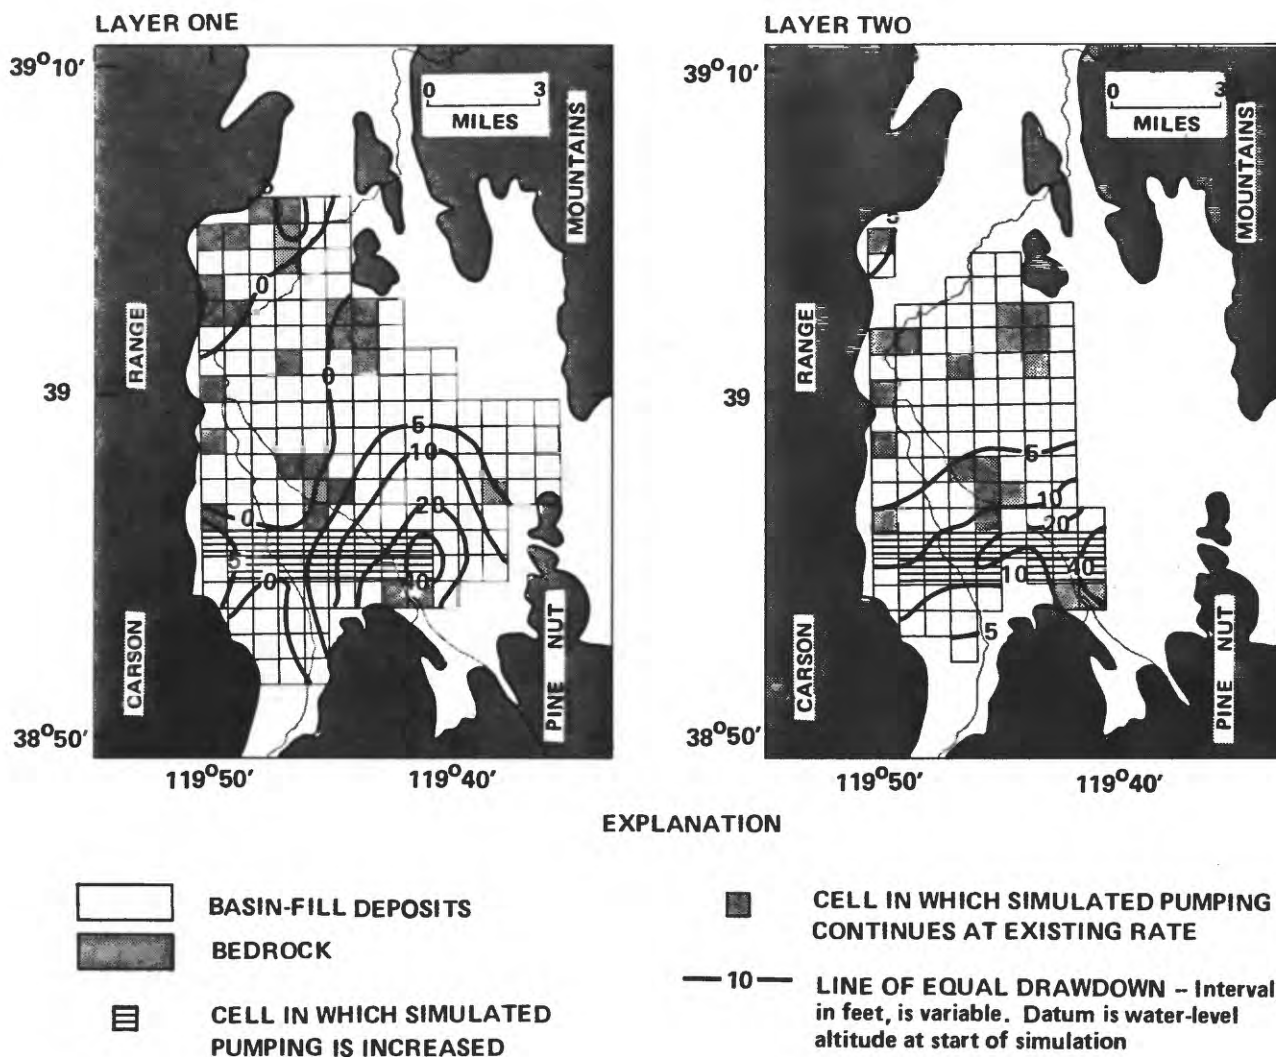 LAYER ONE
39°10'
0 3
MILES
MOUNTAINS
RANGE
39
CARSON
PINE NUT
38°50'
119°50' 119°40'
0
0
0
5
10
20
0
5
0
10
LAYER TWO
39°10'
0 3
MILES
MOUNTAINS
RANGE
39
CARSON
PINE NUT
38°50'
119°50' 119°40'
5
5
10
20
10
40
5
EXPLANATION
BASIN-FILL DEPOSITS
BEDROCK
CELL IN WHICH SIMULATED
PUMPING IS INCREASED
CELL IN WHICH SIMULATED PUMPING
CONTINUES AT EXISTING RATE
10
LINE OF EQUAL DRAWDOWN -- Interval,
in feet, is variable. Datum is water-level
altitude at start of simulation